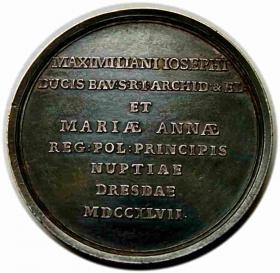 MAXIMILIANI IOSEPHI
DUCIS BAV·S·R·I·ARCHID·& EL·
ET
MARIÆ ANNÆ
REG·POL·PRINCIPIS
NUPTIAE
DRESDAE
MDCCXLVII.